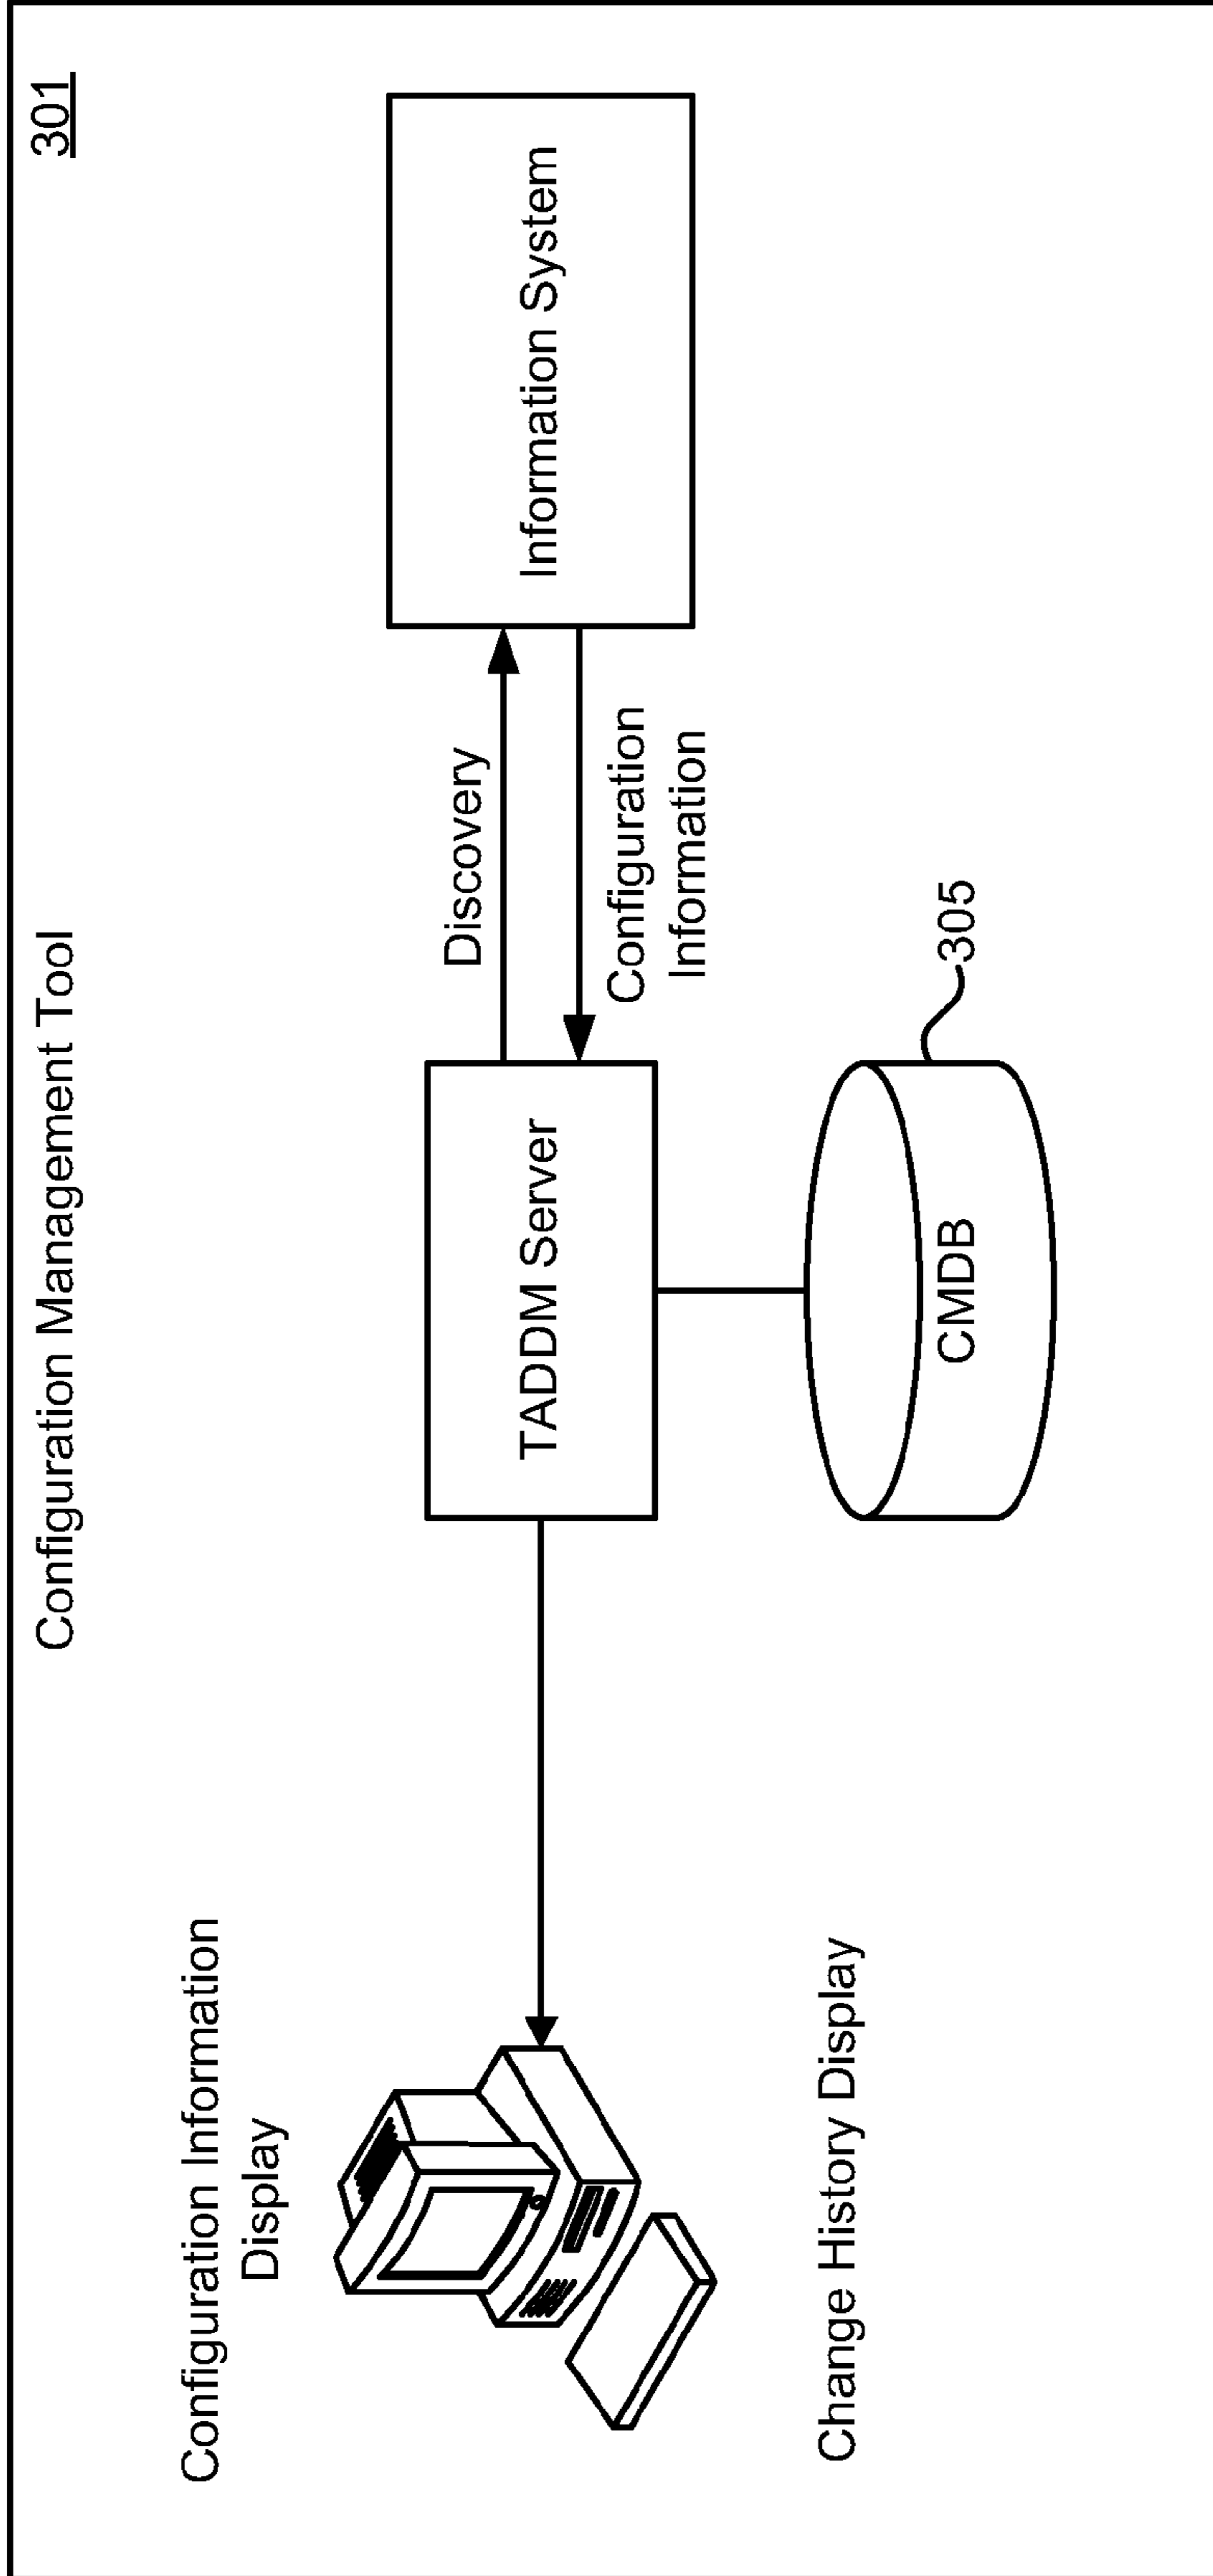 Configuration Management Tool
301
Configuration Information
Display
Change History Display
TADDM Server
Discovery
Configuration
Information
Information System
CMDB
305